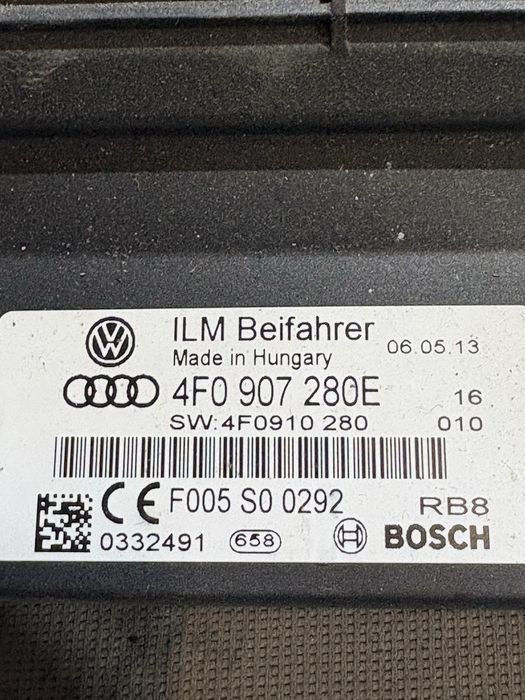 ILM Beifahrer
Made in Hungary 06.05.13
4F0 907 280E 16
SW:4F0910 280 010
CE F005 S0 0292 RB8
0332491 658 BOSCH